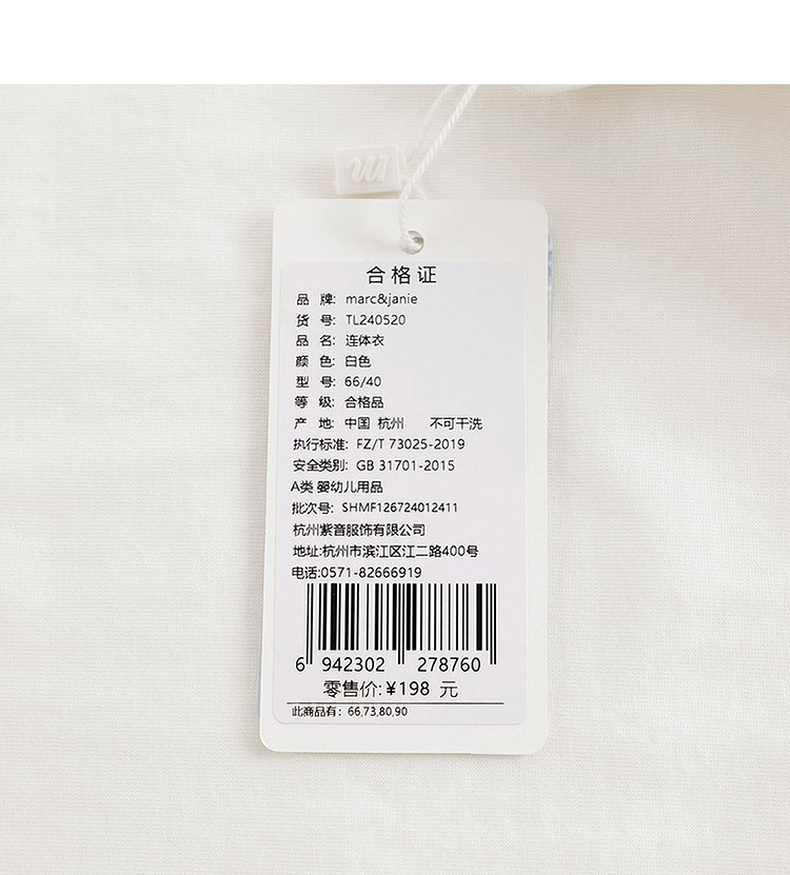 合格证
品 牌: marc&janie
货 号: TL240520
品 名: 连体衣
颜 色: 白色
型 号: 66/40
等 级: 合格品
产 地: 中国 杭州 不可干洗
执行标准: FZ/T 73025-2019
安全类别: GB 31701-2015
A类 婴幼儿用品
批次号: SHMF126724012411
杭州紫音服饰有限公司
地址:杭州市滨江区江二路400号
电话:0571-82666919
6 942302 278760
零售价:¥198 元
此商品有: 66,73,80,90